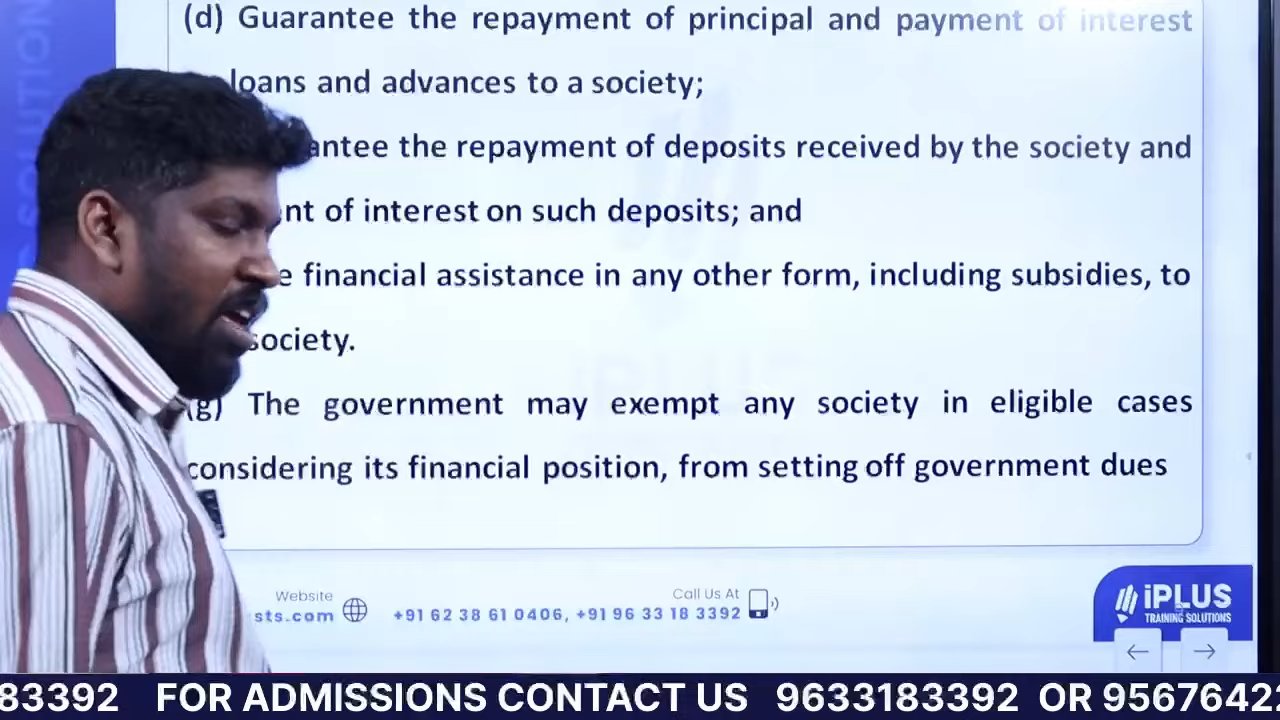 (d) Guarantee the repayment of principal and payment of interest
loans and advances to a society;
antee the repayment of deposits received by the society and
nt of interest on such deposits; and
e financial assistance in any other form, including subsidies, to
society.
(g) The government may exempt any society in eligible cases
considering its financial position, from setting off government dues
Website
sts.com
Call Us At
+91 62 38 61 0406, +91 96 33 18 3392
iPLUS
TRAINING SOLUTIONS
SOLUTION
iPLUS
83392 FOR ADMISSIONS CONTACT US 9633183392 OR 95676422